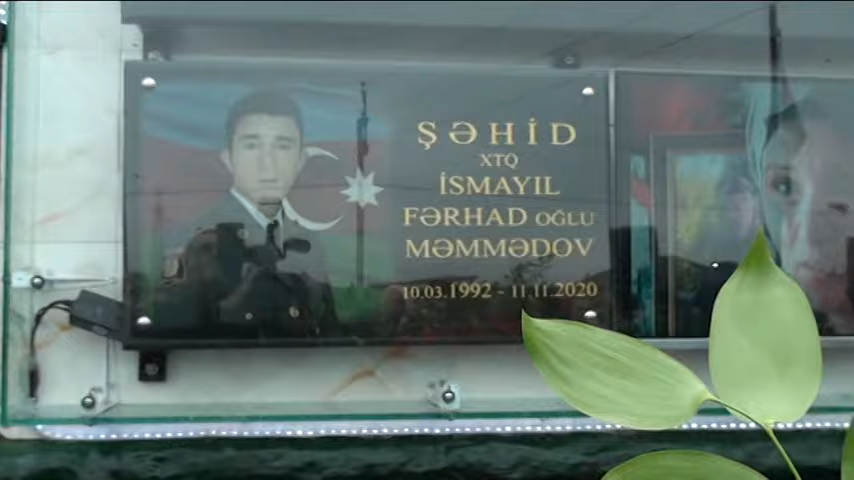 ŞƏHİD
XTQ
İSMAYIL
FƏRHAD OĞLU
MƏMMƏDOV
10.03.1992 - 11.11.2020